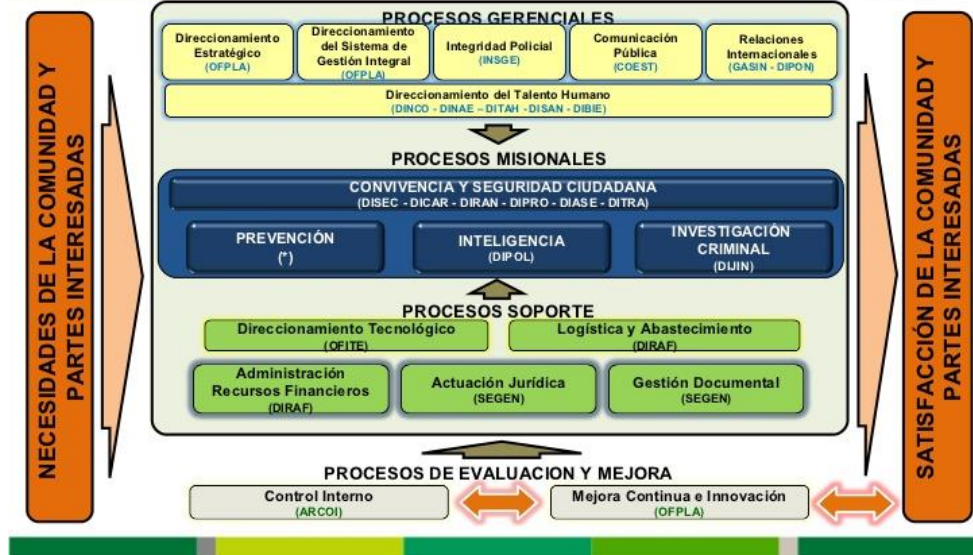 NECESIDADES DE LA COMUNIDAD Y
PARTES INTERESADAS
PROCESOS GERENCIALES
Direccionamiento
Estratégico
(OFPLA)
Direccionamiento
del Sistema de
Gestión Integral
(OFPLA)
Integridad Policial
(INSGE)
Comunicación
Pública
(COEST)
Relaciones
Internacionales
(GASIN - DIPON)
Direccionamiento del Talento Humano
(DINCO - DINAE – DITAH -DISAN -DIBIE)
PROCESOS MISIONALES
CONVIVENCIA Y SEGURIDAD CIUDADANA
(DISEC - DICAR - DIRAN - DIPRO - DIASE - DITRA)
PREVENCIÓN
(*)
INTELIGENCIA
(DIPOL)
INVESTIGACIÓN
CRIMINAL
(DIJIN)
PROCESOS SOPORTE
Direccionamiento Tecnológico
(OFITE)
Logística y Abastecimiento
(DIRAF)
Administración
Recursos Financieros
(DIRAF)
Actuación Jurídica
(SEGEN)
Gestión Documental
(SEGEN)
PROCESOS DE EVALUACION Y MEJORA
Control Interno
(ARCOI)
Mejora Continua e Innovación
(OFPLA)
SATISFACCIÓN DE LA COMUNIDAD Y
PARTES INTERESADAS